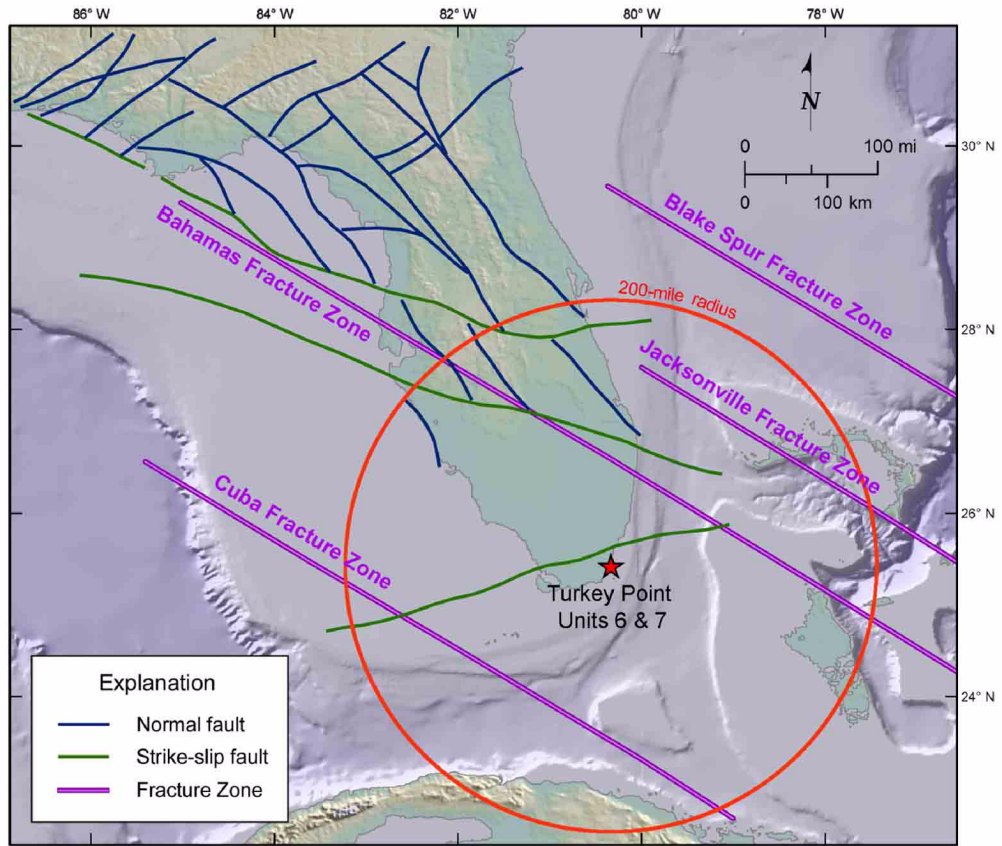 86° W
84° W
82° W
80° W
78° W
N
0
100 mi
0
100 km
30° N
28° N
26° N
24° N
Blake Spur Fracture Zone
Bahamas Fracture Zone
200-mile radius
Jacksonville Fracture Zone
Cuba Fracture Zone
Turkey Point
Units 6 & 7
Explanation
Normal fault
Strike-slip fault
Fracture Zone